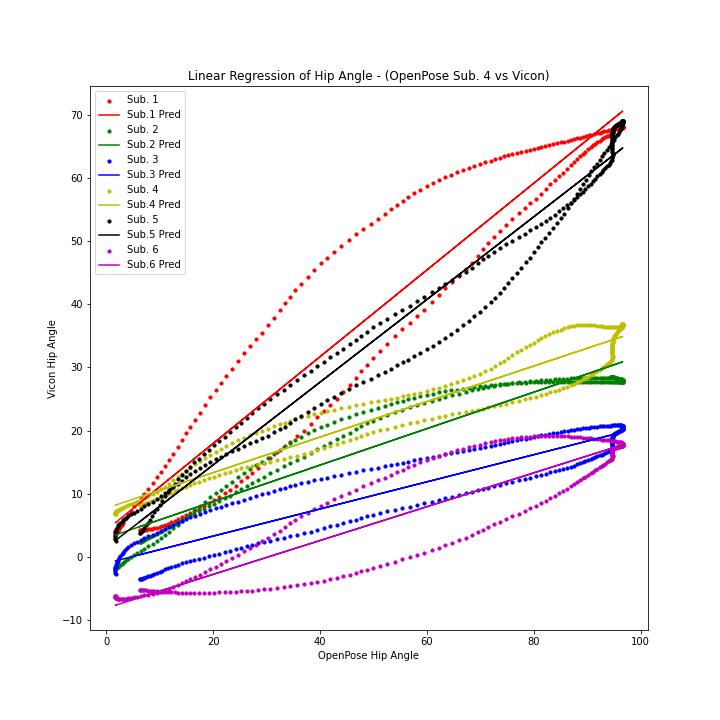 Linear Regression of Hip Angle - (OpenPose Sub. 4 vs Vicon)
Sub. 1
Sub.1 Pred
Sub. 2
Sub.2 Pred
Sub. 3
Sub.3 Pred
Sub. 4
Sub.4 Pred
Sub. 5
Sub.5 Pred
Sub. 6
Sub.6 Pred
Vicon Hip Angle
70
60
50
40
30
20
10
0
−10
0 20 40 60 80 100
OpenPose Hip Angle